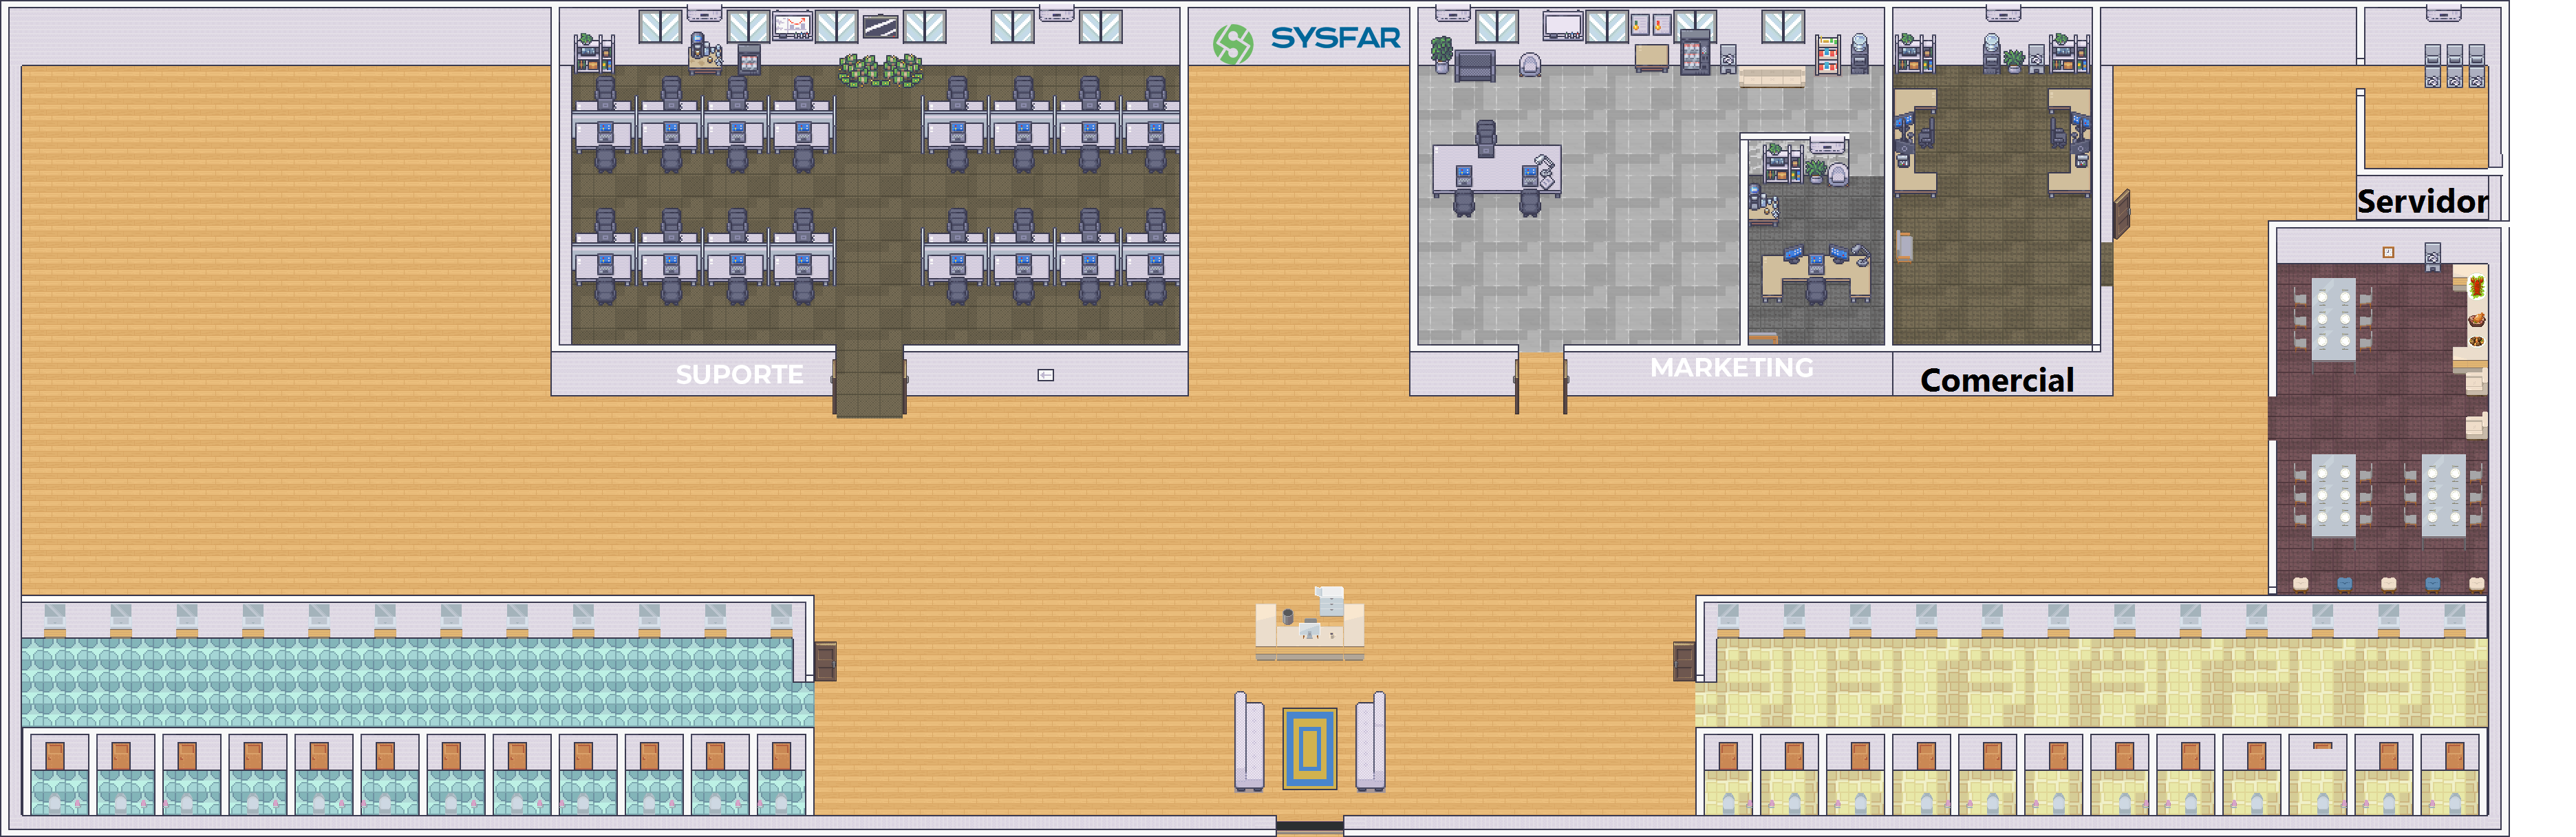 SYSFAR
Servidor
SUPORTE
MARKETING
Comercial